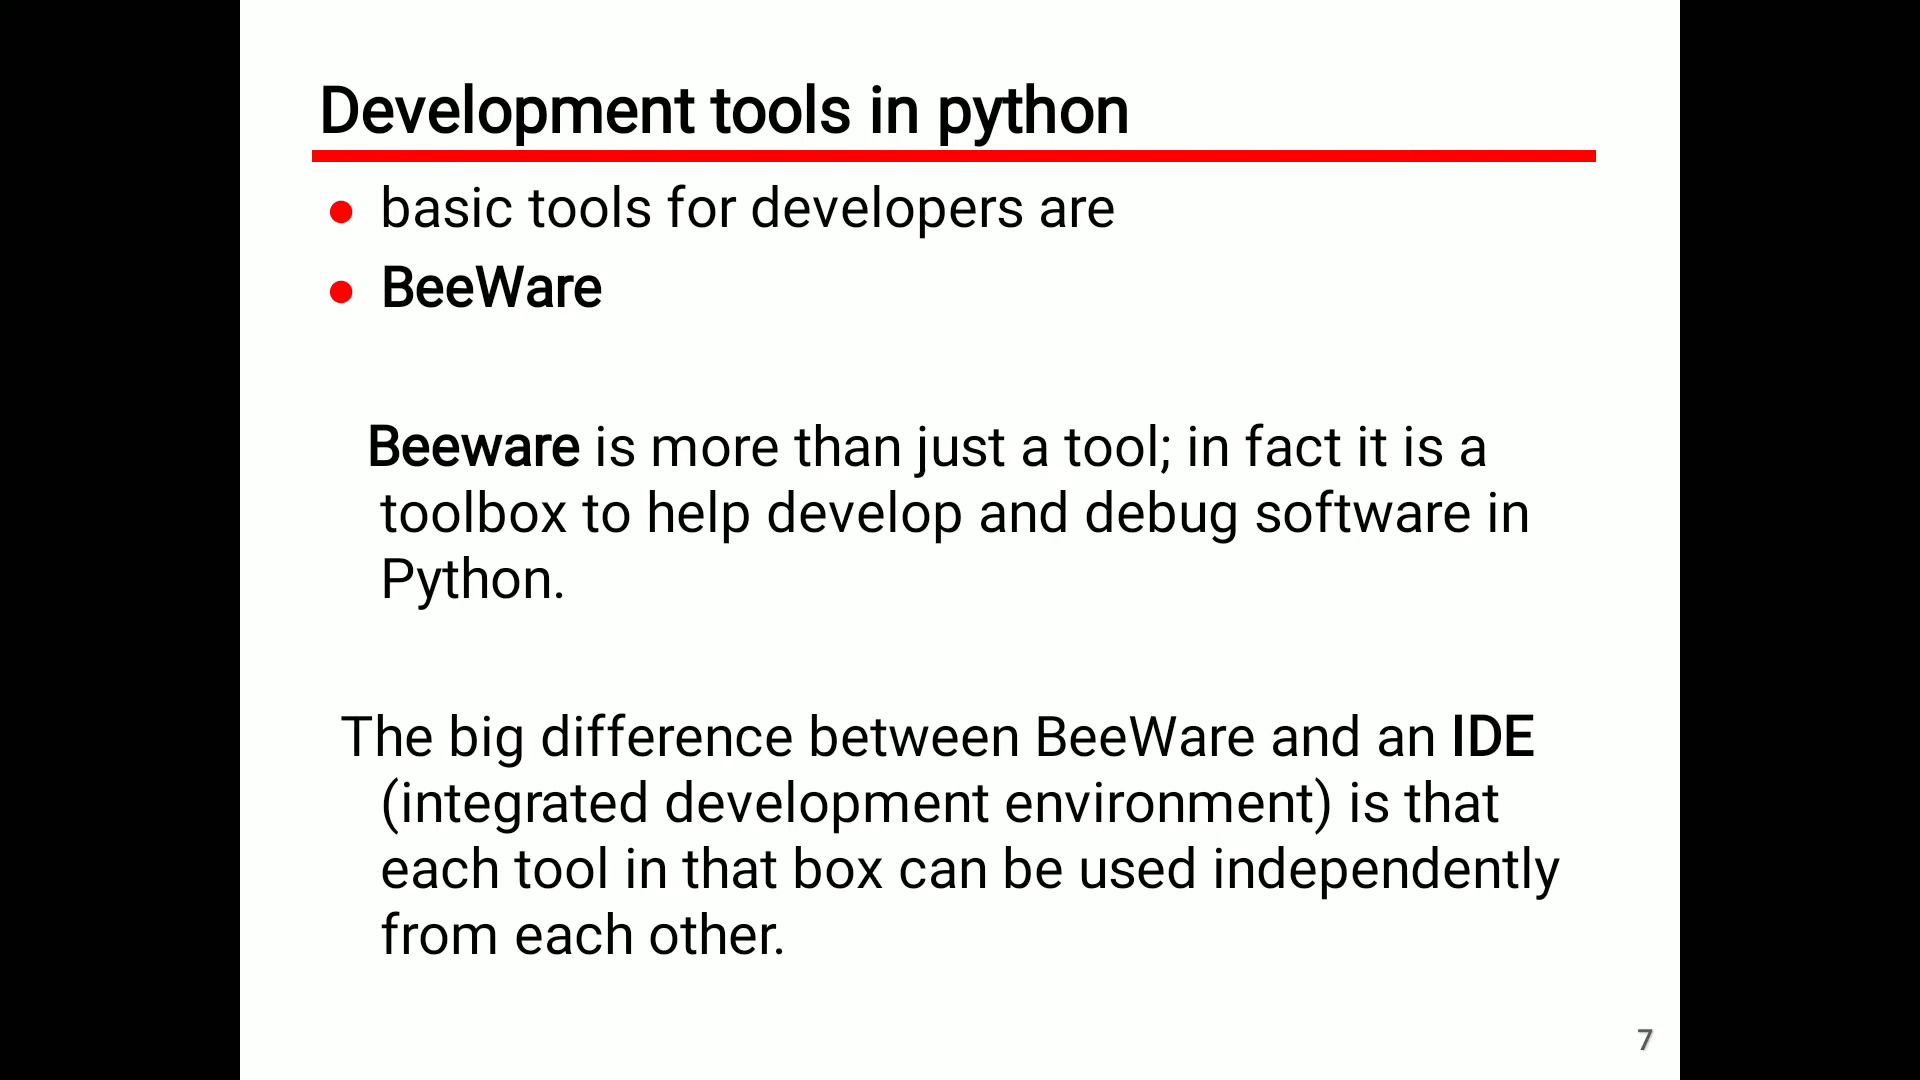 Development tools in python
basic tools for developers are
BeeWare
Beeware is more than just a tool; in fact it is a
toolbox to help develop and debug software in
Python.
The big difference between BeeWare and an IDE
(integrated development environment) is that
each tool in that box can be used independently
from each other.
7